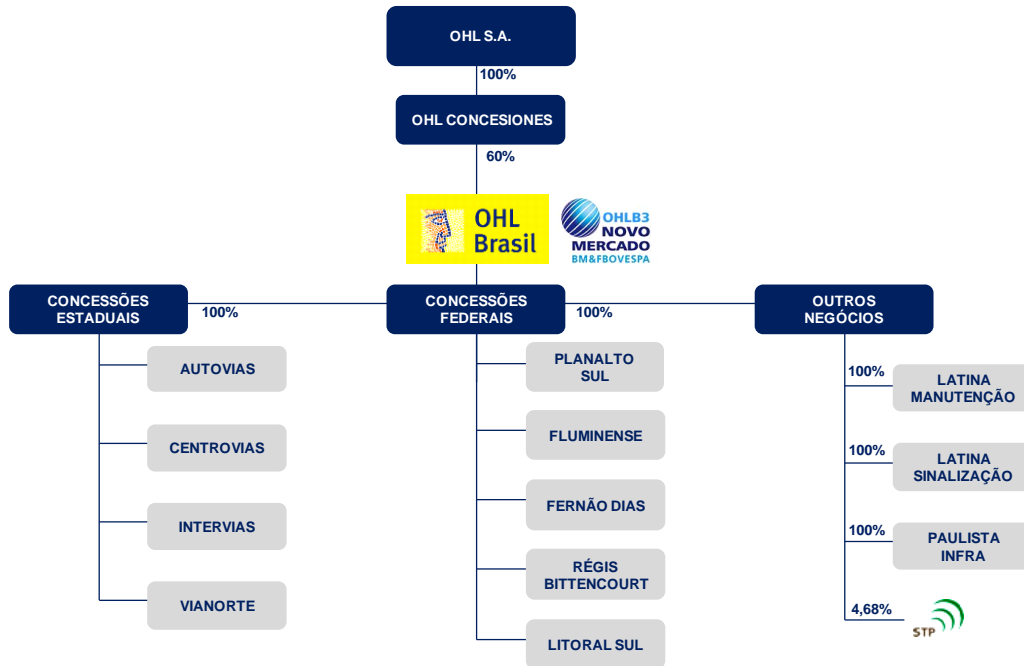 OHL S.A.
100%
OHL CONCESIONES
60%
OHL
Brasil
OHLB3
NOVO
MERCADO
BM&FBOVESPA
CONCESSÕES
ESTADUAIS
100%
CONCESSÕES
FEDERAIS
100%
OUTROS
NEGÓCIOS
AUTOVIAS
CENTROVIAS
INTERVIAS
VIANORTE
PLANALTO
SUL
FLUMINENSE
FERNÃO DIAS
RÉGIS
BITTENCOURT
LITORAL SUL
100%
LATINA
MANUTENÇÃO
100%
LATINA
SINALIZAÇÃO
100%
PAULISTA
INFRA
4,68%
STP